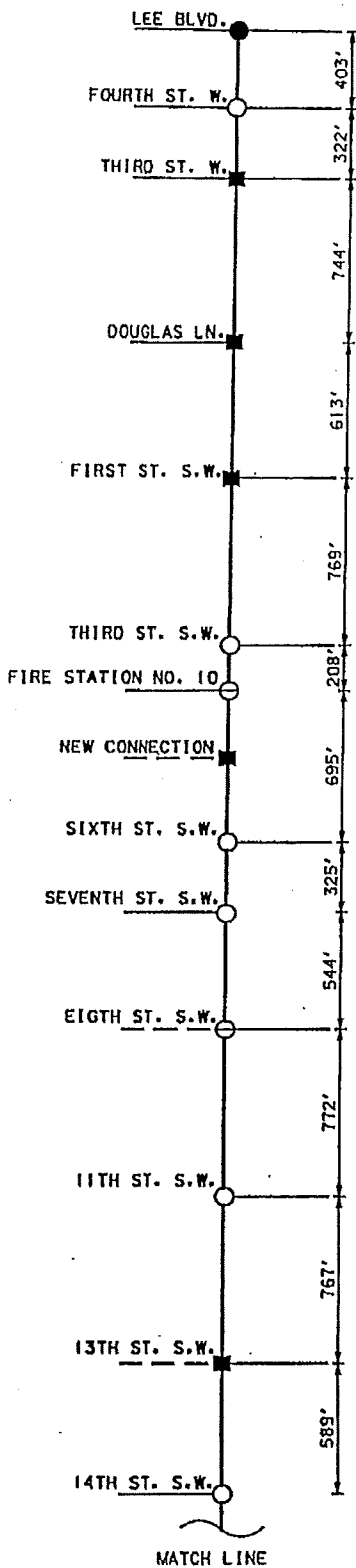 LEE BLVD.
403'
FOURTH ST. W.
322'
THIRD ST. W.
744'
DOUGLAS LN.
613'
FIRST ST. S.W.
769'
THIRD ST. S.W.
208'
FIRE STATION NO. 10
695'
NEW CONNECTION
SIXTH ST. S.W.
325'
SEVENTH ST. S.W.
544'
EIGTH ST. S.W.
772'
11TH ST. S.W.
767'
13TH ST. S.W.
589'
14TH ST. S.W.
MATCH LINE